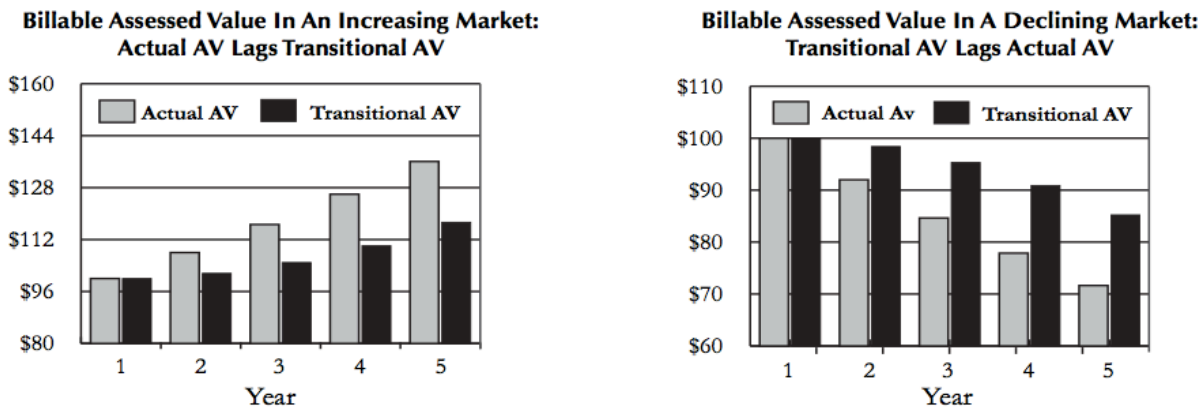 Billable Assessed Value In An Increasing Market:
Actual AV Lags Transitional AV
$160
Actual AV
Transitional AV
$144
$128
$112
$96
$80
1
2
3
4
5
Year
Billable Assessed Value In A Declining Market:
Transitional AV Lags Actual AV
$110
Actual Av
Transitional AV
$100
$90
$80
$70
$60
1
2
3
4
5
Year